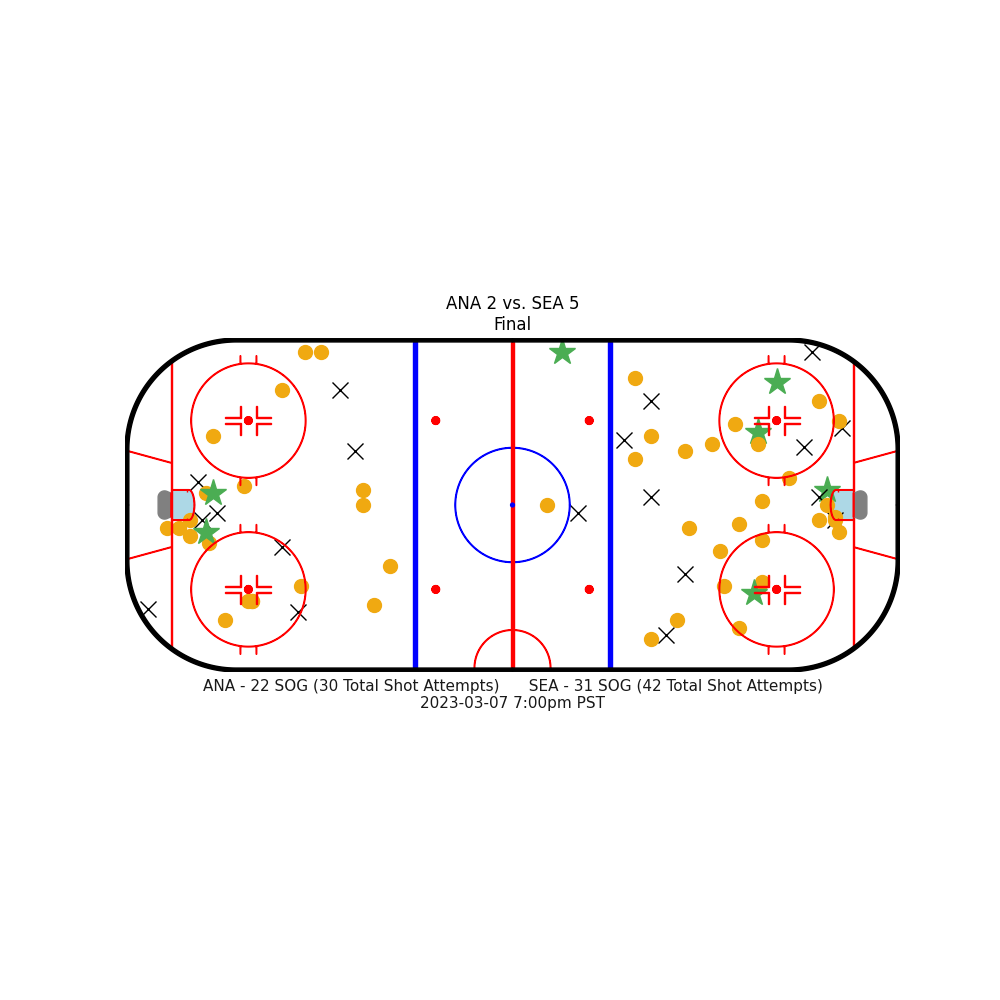 ANA 2 vs. SEA 5
Final
ANA - 22 SOG (30 Total Shot Attempts) SEA - 31 SOG (42 Total Shot Attempts)
2023-03-07 7:00pm PST